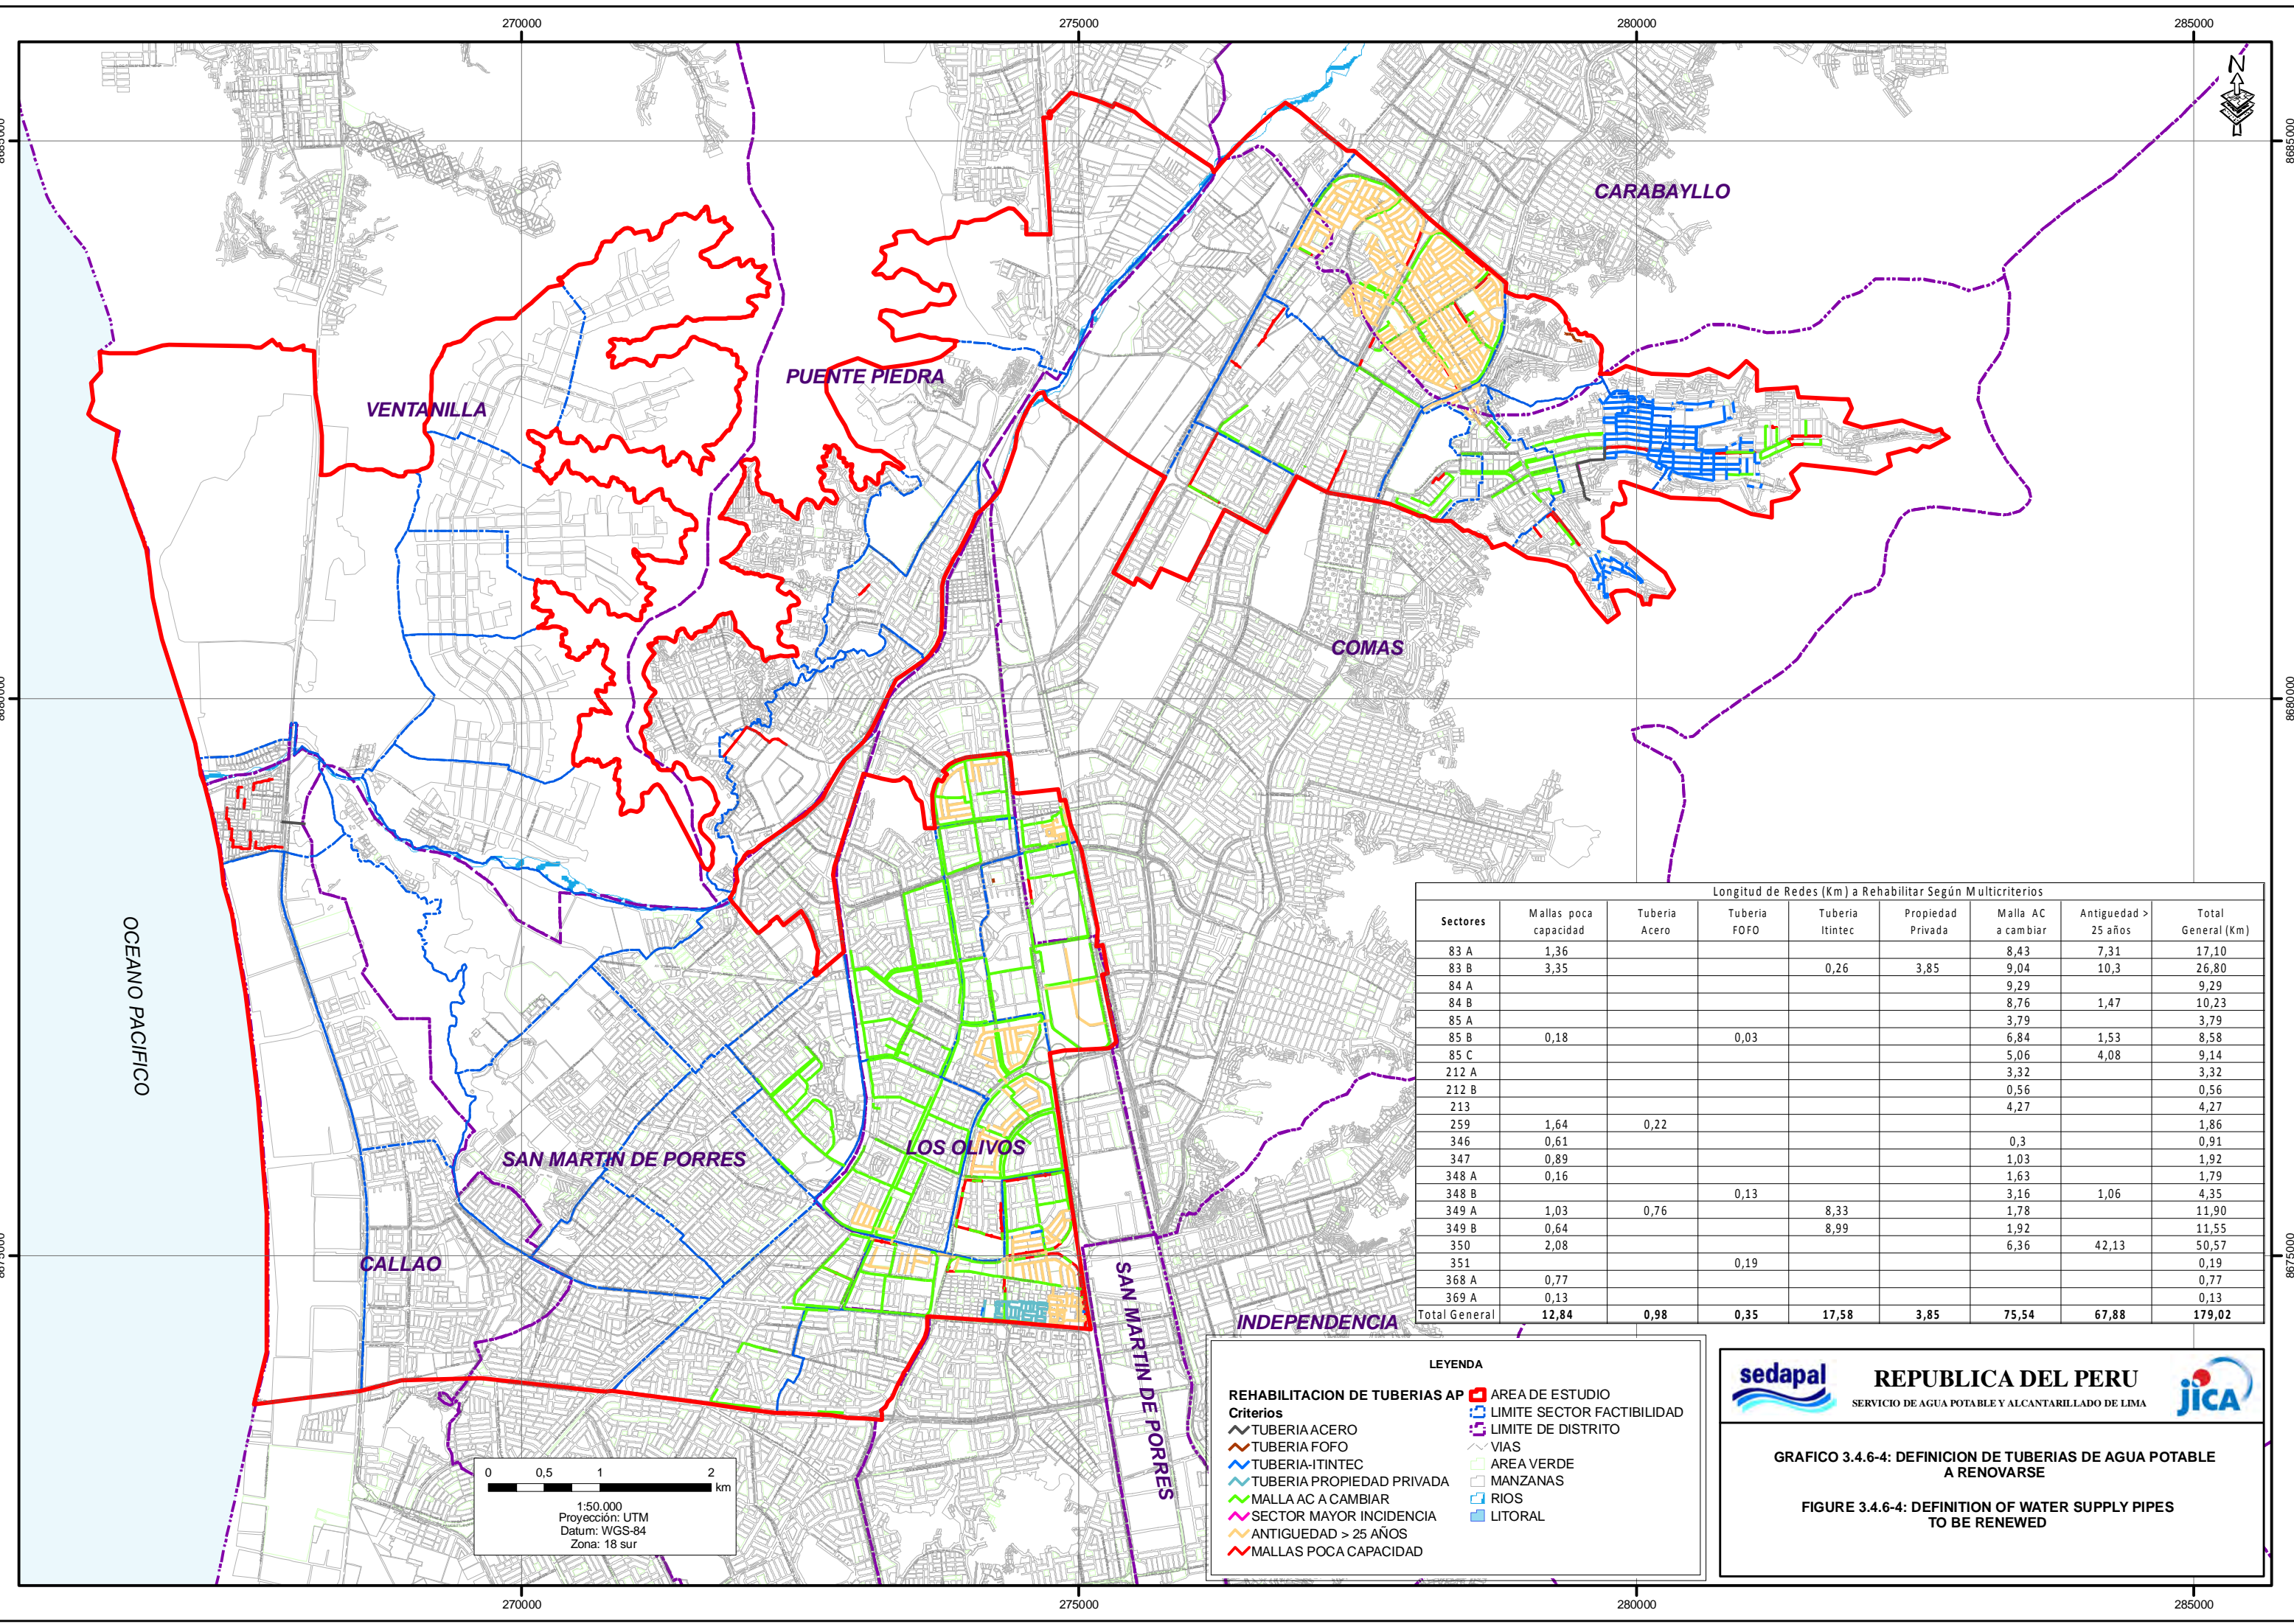 270000
275000
280000
285000
N
8685000
CARABAYLLO
PUENTE PIEDRA
VENTANILLA
COMAS
8680000
8680000
OCEANO PACIFICO
LOS OLIVOS
SAN MARTIN DE PORRES
CALLAO
SAN MARTIN DE PORRES
INDEPENDENCIA
8675000
Longitud de Redes (Km) a Rehabilitar Según Multicriterios
Sectores Mallas poca capacidad Tuberia Acero Tuberia FOFO Tuberia Itintec Propiedad Privada Malla AC a cambiar Antiguedad > 25 años Total General (Km)
83 A 1,36 8,43 7,31 17,10
83 B 3,35 0,26 3,85 9,04 10,3 26,80
84 A 9,29 9,29
84 B 8,76 1,47 10,23
85 A 3,79 3,79
85 B 0,18 0,03 6,84 1,53 8,58
85 C 5,06 4,08 9,14
212 A 3,32 3,32
212 B 0,56 0,56
213 4,27 4,27
259 1,64 0,22 1,86
346 0,61 0,3 0,91
347 0,89 1,03 1,92
348 A 0,16 1,63 1,79
348 B 0,13 3,16 1,06 4,35
349 A 1,03 0,76 8,33 1,78 11,90
349 B 0,64 8,99 1,92 11,55
350 2,08 6,36 42,13 50,57
351 0,19 0,19
368 A 0,77 0,77
369 A 0,13 0,13
Total General 12,84 0,98 0,35 17,58 3,85 75,54 67,88 179,02
LEYENDA
REHABILITACION DE TUBERIAS AP
Criterios
TUBERIA ACERO
TUBERIA FOFO
TUBERIA-ITINTEC
TUBERIA PROPIEDAD PRIVADA
MALLA AC A CAMBIAR
SECTOR MAYOR INCIDENCIA
ANTIGUEDAD > 25 AÑOS
MALLAS POCA CAPACIDAD
AREA DE ESTUDIO
LIMITE SECTOR FACTIBILIDAD
LIMITE DE DISTRITO
VIAS
AREA VERDE
MANZANAS
RIOS
LITORAL
0 0,5 1 2
km
1:50.000
Proyección: UTM
Datum: WGS-84
Zona: 18 sur
sedapal
REPUBLICA DEL PERU
SERVICIO DE AGUA POTABLE Y ALCANTARILLADO DE LIMA
jICA
GRAFICO 3.4.6-4: DEFINICION DE TUBERIAS DE AGUA POTABLE
A RENOVARSE
FIGURE 3.4.6-4: DEFINITION OF WATER SUPPLY PIPES
TO BE RENEWED
270000
275000
280000
285000